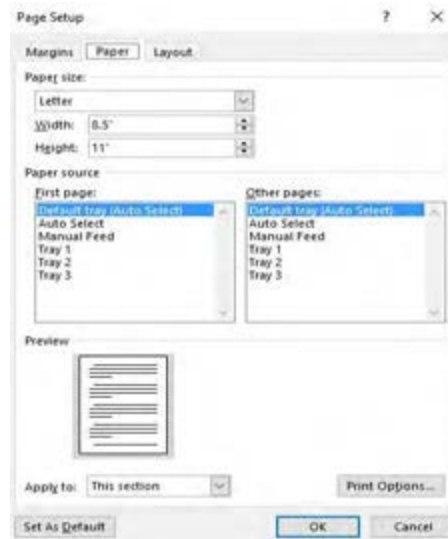 Page Setup ? ×
Margins Paper Layout
Paper size:
Letter
Width: 8.5"
Height: 11"
Paper source
First page: Other pages:
Default tray (Auto Select) Default tray (Auto Select)
Auto Select Auto Select
Manual Feed Manual Feed
Tray 1 Tray 1
Tray 2 Tray 2
Tray 3 Tray 3
Preview
Apply to: This section Print Options...
Set As Default OK Cancel